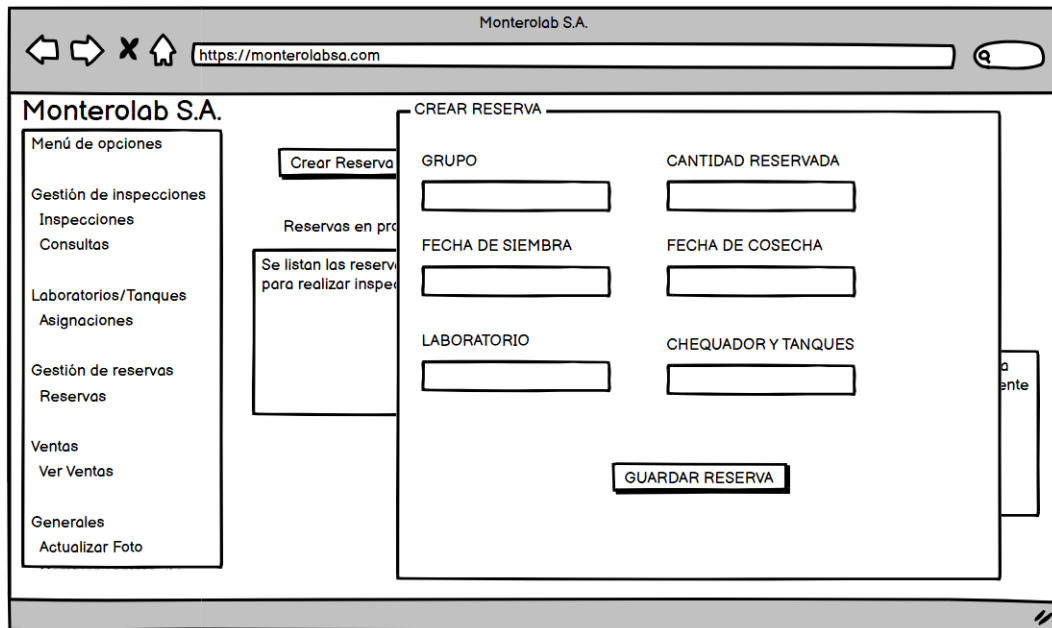 Monterolab S.A.
https://monterolabsa.com
Monterolab S.A.
Menú de opciones
Gestión de inspecciones
Inspecciones
Consultas
Laboratorios/Tanques
Asignaciones
Gestión de reservas
Reservas
Ventas
Ver Ventas
Generales
Actualizar Foto
Crear Reserva
Reservas en pro
Se listan las reserv
para realizar inspe
CREAR RESERVA
GRUPO
CANTIDAD RESERVADA
FECHA DE SIEMBRA
FECHA DE COSECHA
LABORATORIO
CHEQUADOR Y TANQUES
GUARDAR RESERVA
a
ente